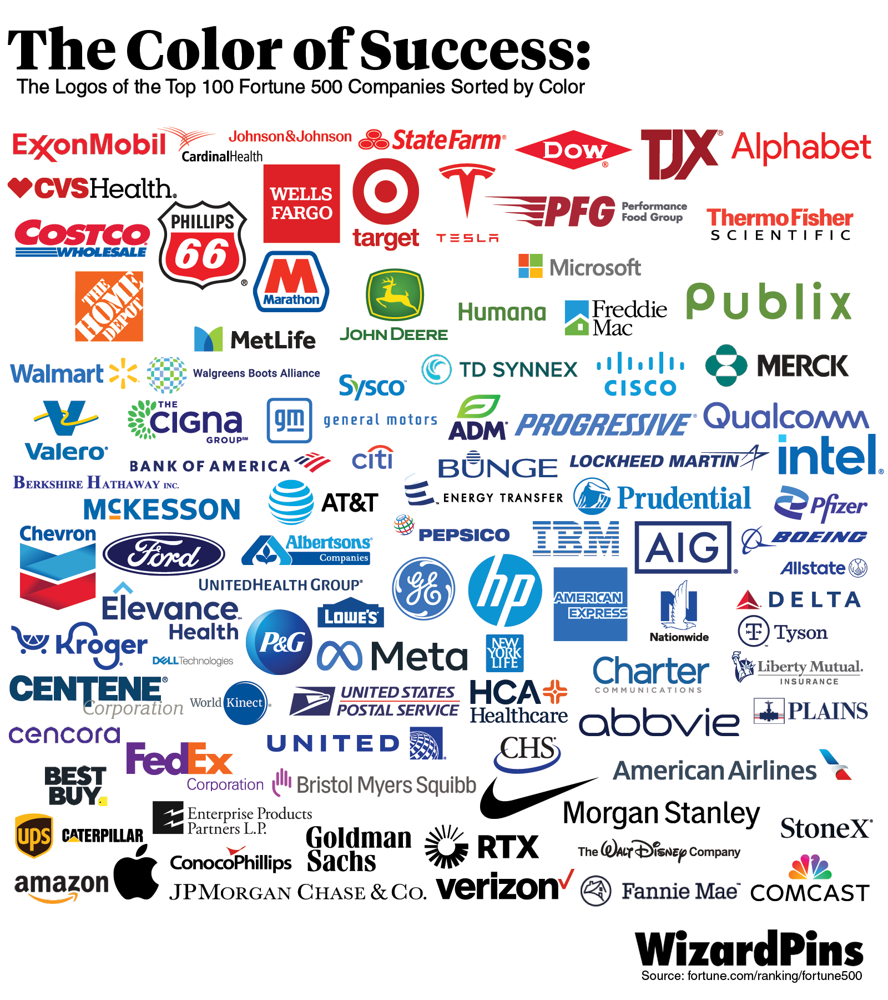 The Color of Success:
The Logos of the Top 100 Fortune 500 Companies Sorted by Color
ExxonMobil
CardinalHealth
Johnson&Johnson
StateFarm®
DOW®
TJX®
Alphabet
CVSHealth®
PHILLIPS
66®
WELLS
FARGO
target
TESLA
PFG
Performance
Food Group
ThermoFisher
SCIENTIFIC
COSTCO®
WHOLESALE
THE
HOME
DEPOT
M
Marathon
JOHN DEERE
Microsoft
Humana
Freddie
Mac
Publix
MetLife
Walmart
Walgreens Boots Alliance
Sysco™
TD SYNNEX
CISCO
MERCK
Valero®
THE
Cigna
GROUP℠
gm
general motors
ADM®
PROGRESSIVE®
Qualcomm
BANK OF AMERICA
citi
BUNGE
LOCKHEED MARTIN
intel®
BERKSHIRE HATHAWAY INC.
MCKESSON
AT&T
™ ENERGY TRANSFER
Prudential
Pfizer
Chevron
Ford
Albertsons®
Companies
PEPSICO
IBM
AIG®
BOEING
Allstate
UNITEDHEALTH GROUP®
GE
hp
AMERICAN
EXPRESS
N
Nationwide
DELTA
Elevance℠
Health
LOWE'S®
T™
Tyson
Kroger®
P&G
Meta
NEW
YORK
LIFE
DELLTechnologies
Charter
COMMUNICATIONS
Liberty Mutual.
INSURANCE
CENTENE®
Corporation
World Kinect®
UNITED STATES
POSTAL SERVICE
HCA
Healthcare
abbvie
PLAINS
cencora
FedEx
Corporation
UNITED®
CHS®
American Airlines
BEST
BUY
Bristol Myers Squibb
Morgan Stanley
StoneX®
ups
CATERPILLAR
Enterprise Products
Partners L.P.
Goldman
Sachs
RTX
The WALT DISNEY Company
amazon
ConocoPhillips
JPMORGAN CHASE & CO.
verizon
Fannie Mae™
COMCAST
WizardPins
Source: fortune.com/ranking/fortune500